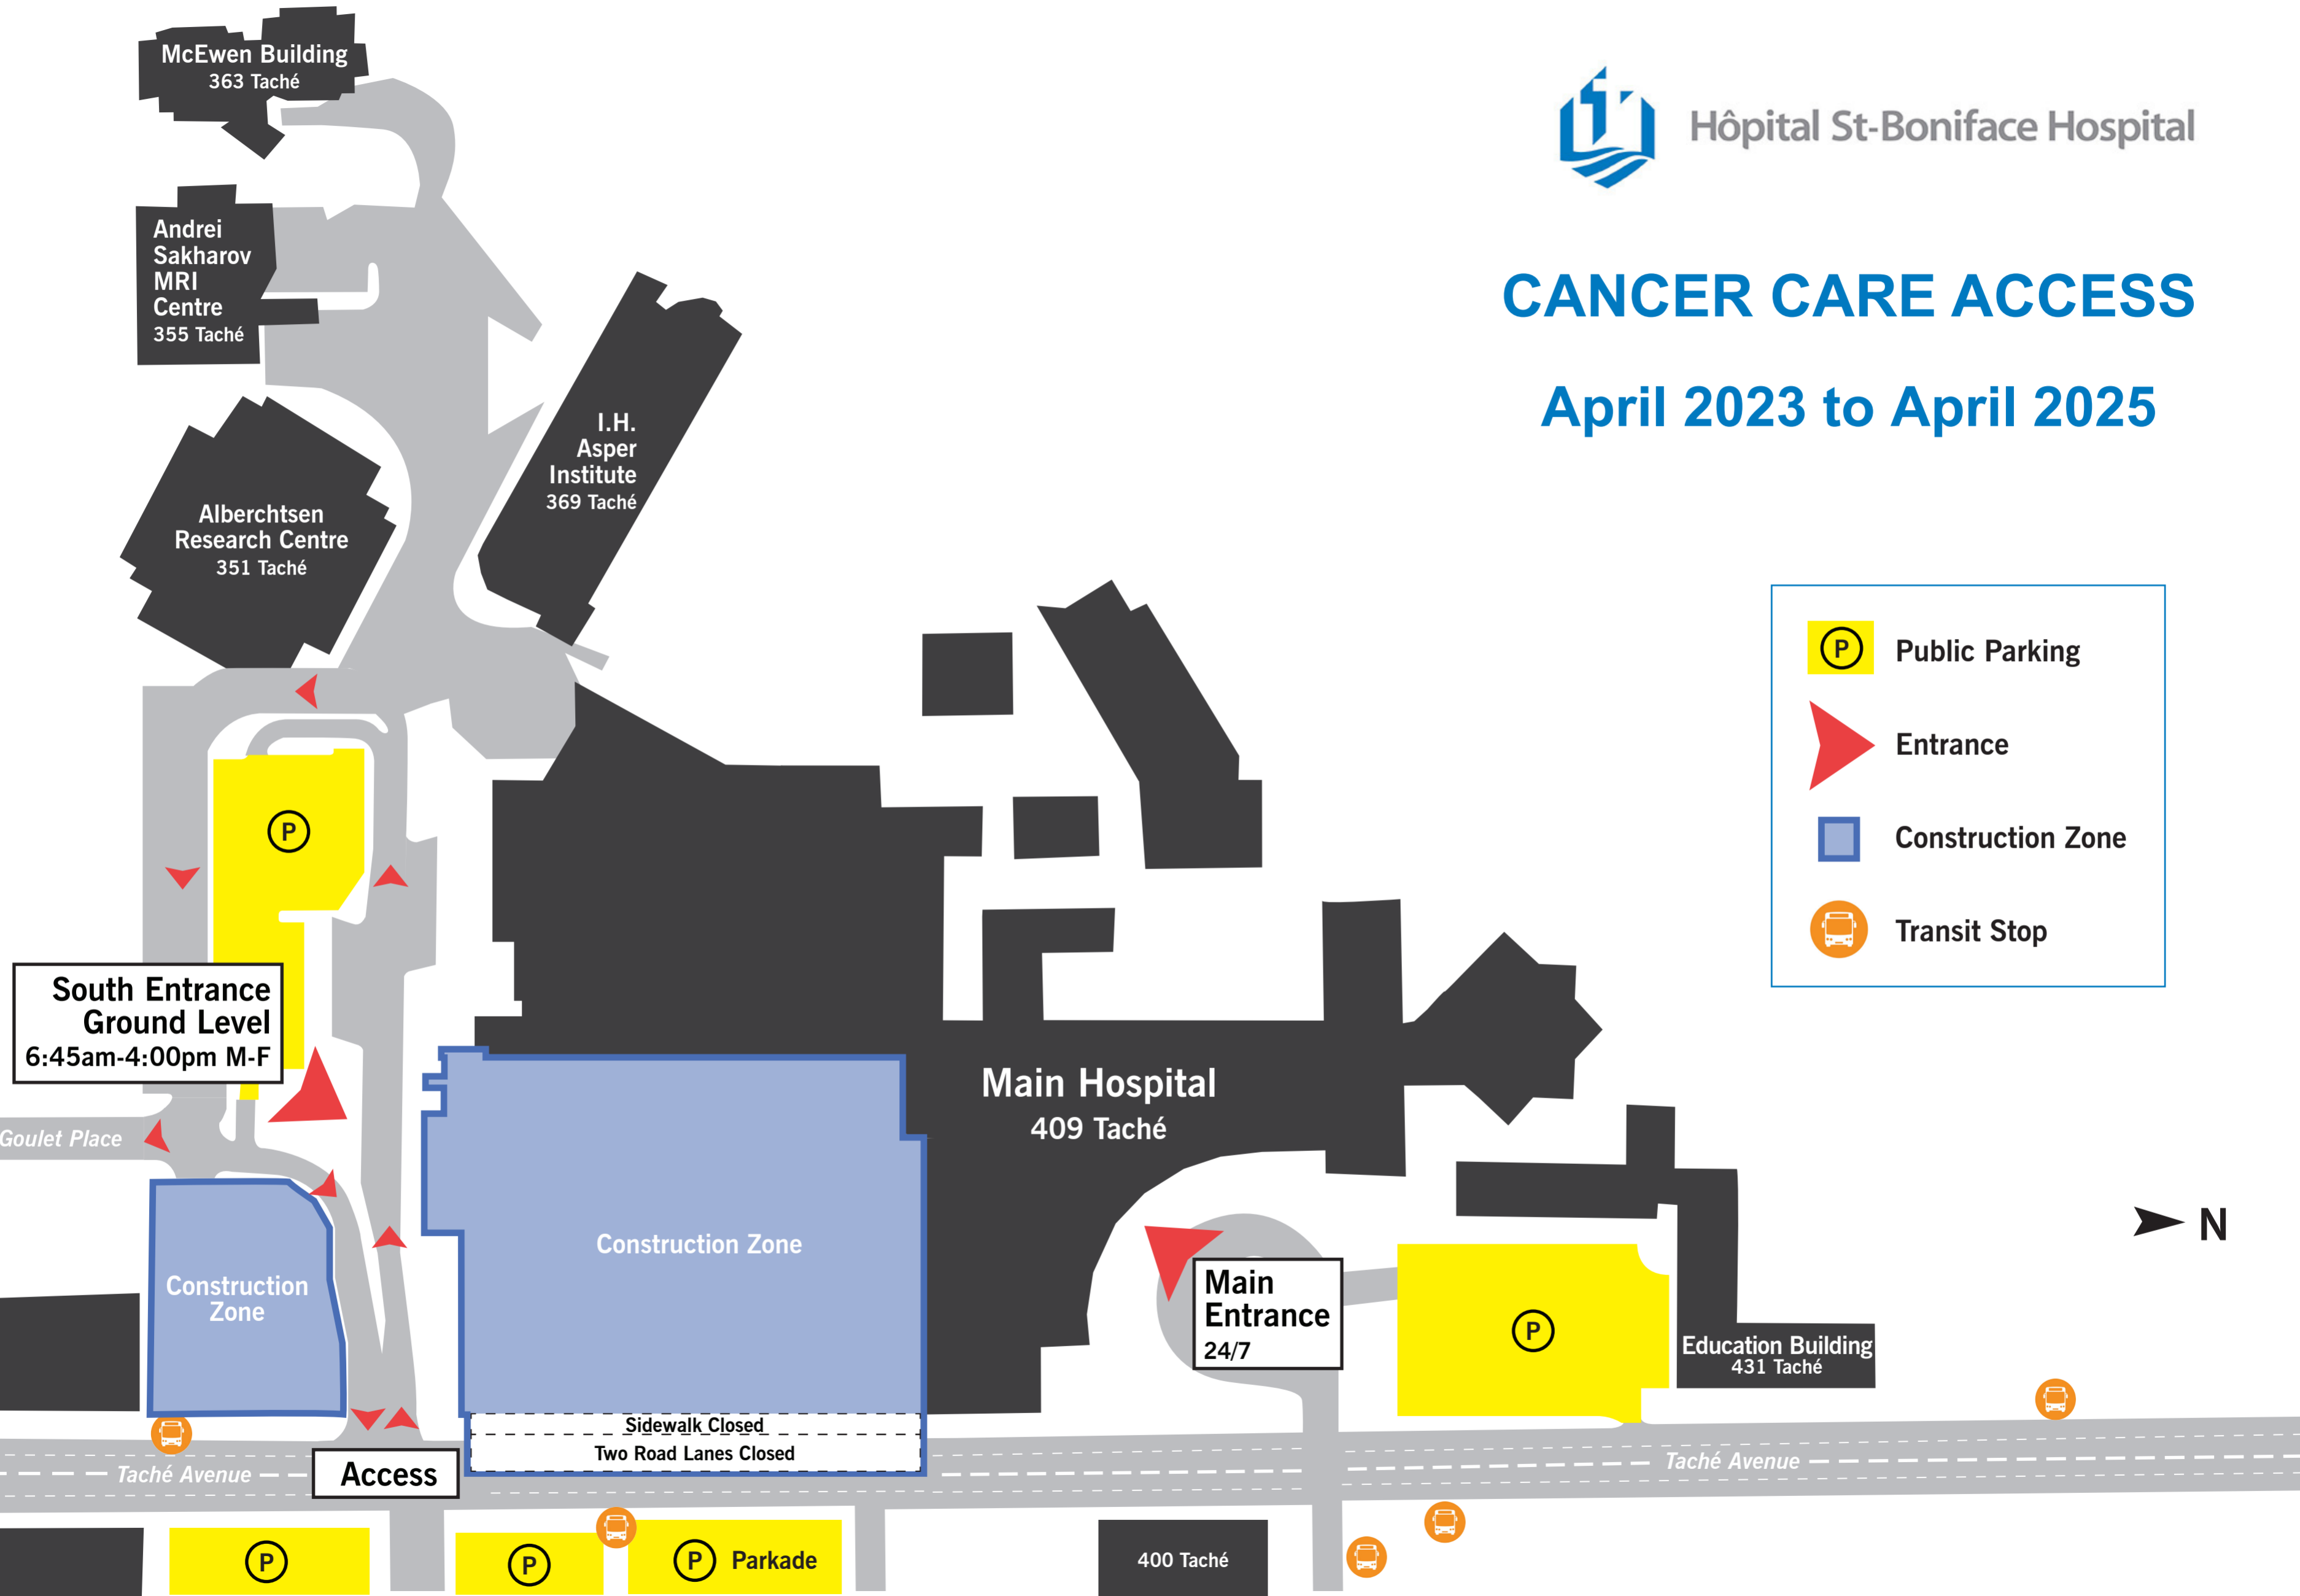 McEwen Building
363 Taché
Hôpital St-Boniface Hospital
Andrei
Sakharov
MRI
Centre
355 Taché
CANCER CARE ACCESS
April 2023 to April 2025
I.H.
Asper
Institute
369 Taché
Alberchtsen
Research Centre
351 Taché
P
Public Parking
Entrance
Construction Zone
Transit Stop
P
South Entrance
Ground Level
6:45am-4:00pm M-F
Main Hospital
409 Taché
Goulet Place
Construction Zone
Construction
Zone
N
Main
Entrance
24/7
P
Education Building
431 Taché
Sidewalk Closed
Two Road Lanes Closed
Taché Avenue
Access
Taché Avenue
P
P
P Parkade
400 Taché